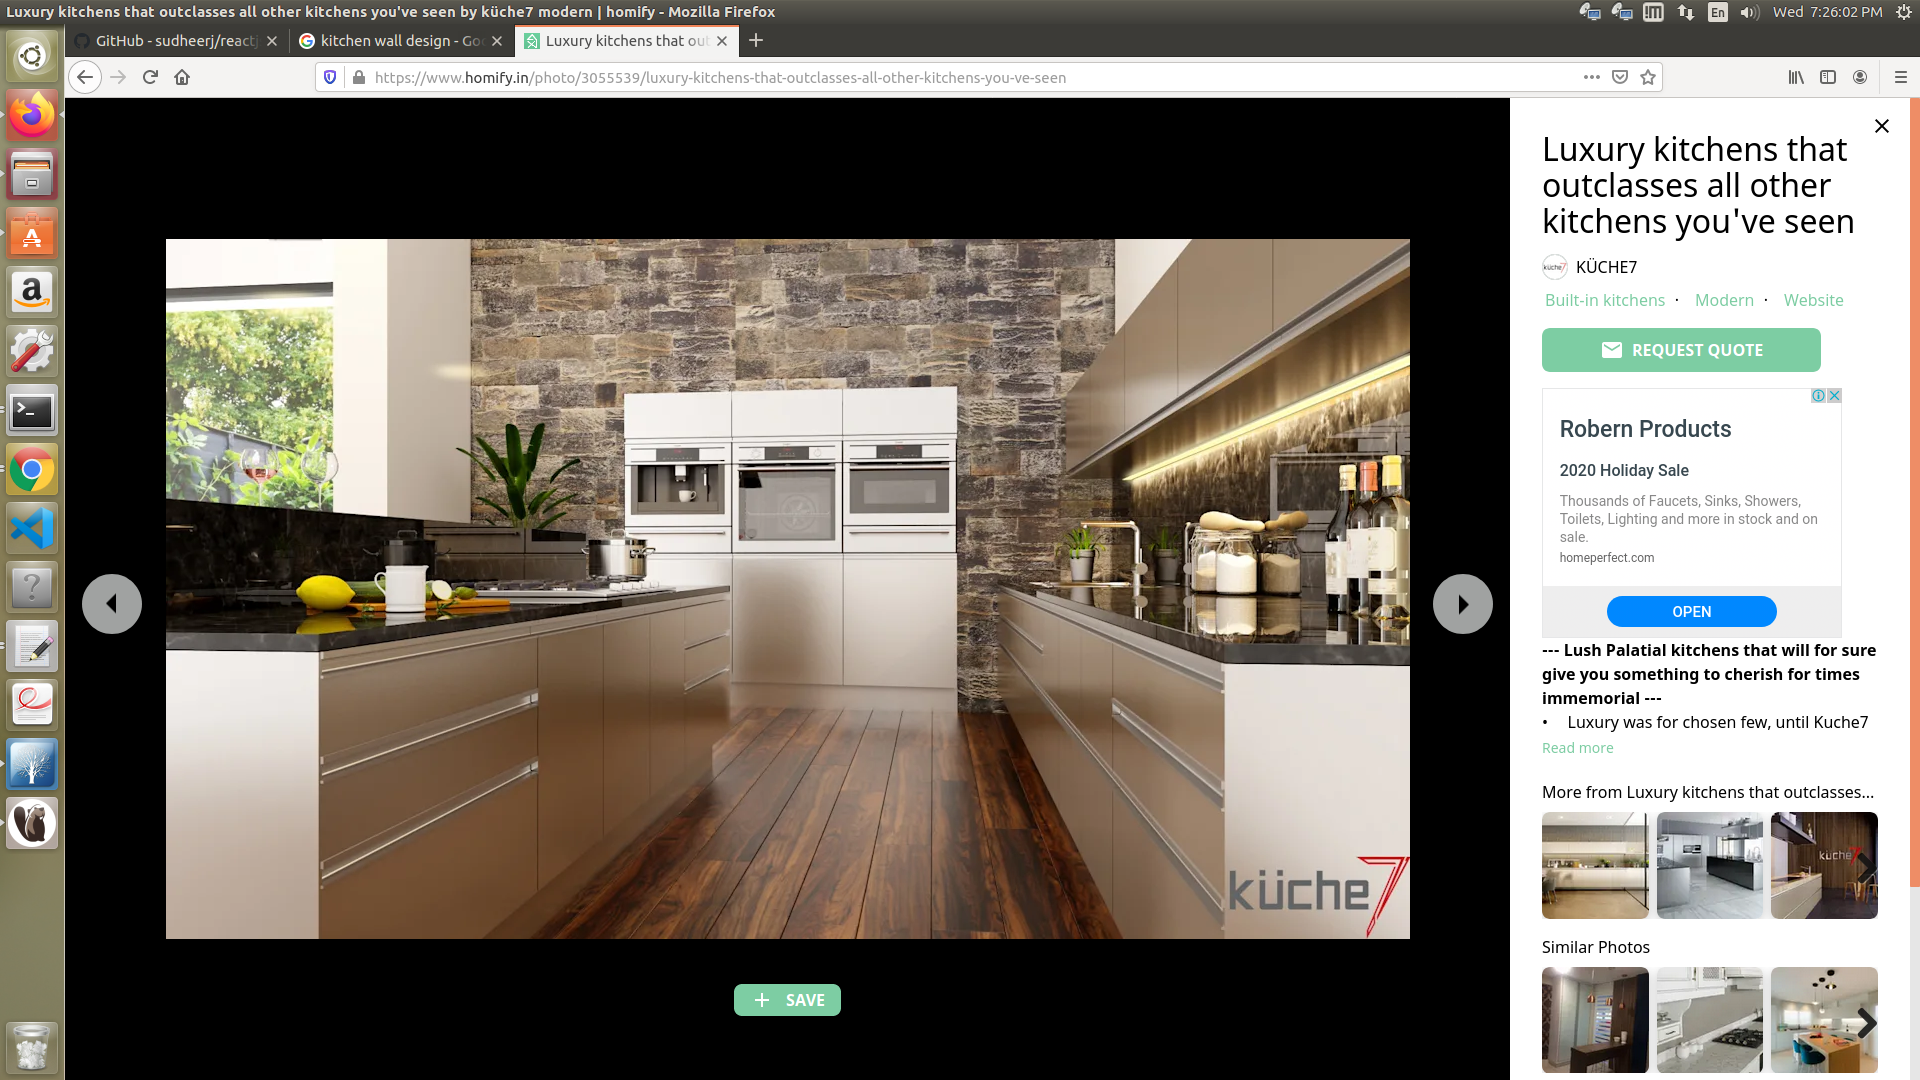 Luxury kitchens that outclasses all other kitchens you've seen by küche7 modern | homify - Mozilla Firefox
En
Wed 7:26:02 PM
GitHub - sudheerj/reactj
kitchen wall design - Goo
Luxury kitchens that out
https://www.homify.in/photo/3055539/luxury-kitchens-that-outclasses-all-other-kitchens-you-ve-seen
Luxury kitchens that
outclasses all other
kitchens you've seen
küche7
KÜCHE7
Built-in kitchens · Modern · Website
REQUEST QUOTE
Robern Products
2020 Holiday Sale
Thousands of Faucets, Sinks, Showers,
Toilets, Lighting and more in stock and on
sale.
homeperfect.com
OPEN
--- Lush Palatial kitchens that will for sure
give you something to cherish for times
immemorial ---
• Luxury was for chosen few, until Kuche7
Read more
More from Luxury kitchens that outclasses...
küche7
Similar Photos
küche7
SAVE